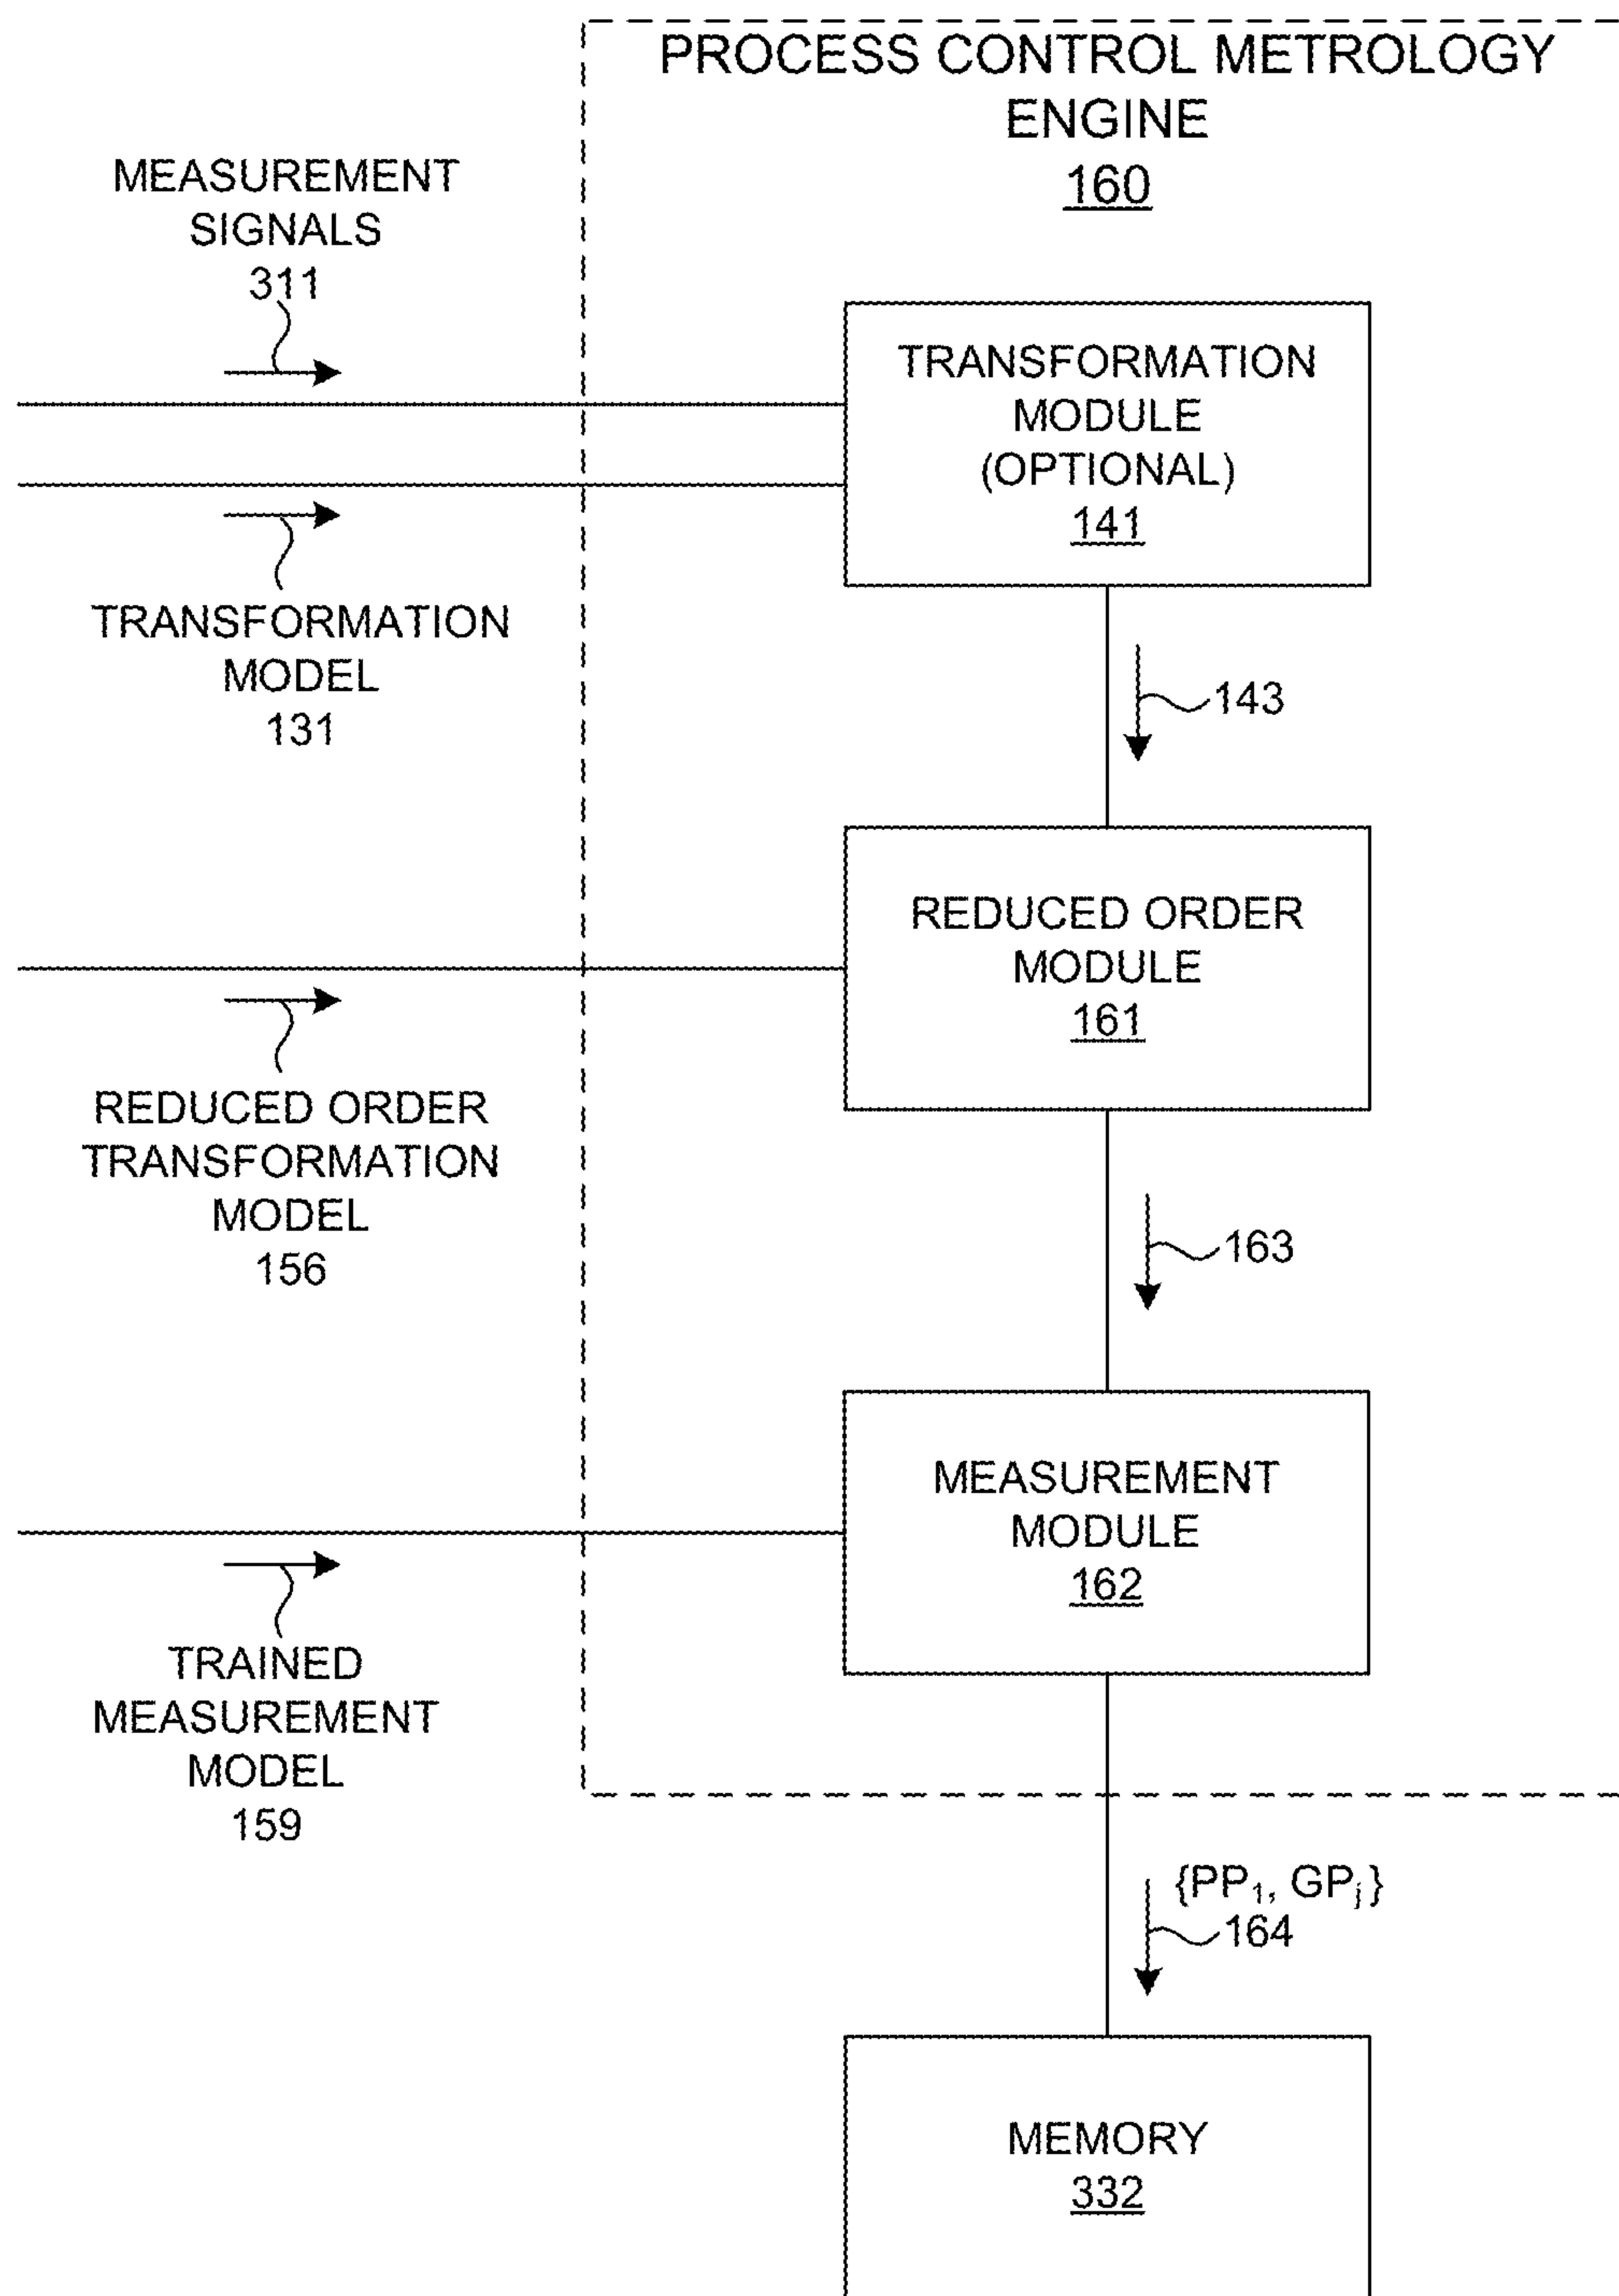 PROCESS CONTROL METROLOGY
ENGINE
160
MEASUREMENT
SIGNALS
311
TRANSFORMATION
MODULE
(OPTIONAL)
141
TRANSFORMATION
MODEL
131
143
REDUCED ORDER
MODULE
161
REDUCED ORDER
TRANSFORMATION
MODEL
156
163
MEASUREMENT
MODULE
162
TRAINED
MEASUREMENT
MODEL
159
{PP₁, GPⱼ}
164
MEMORY
332